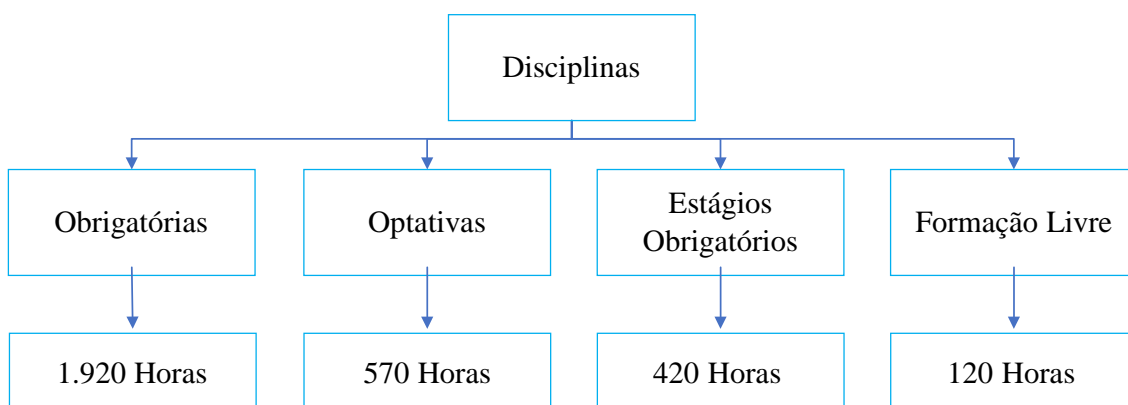 Disciplinas
Obrigatórias
Optativas
Estágios
Obrigatórios
Formação Livre
1.920 Horas
570 Horas
420 Horas
120 Horas